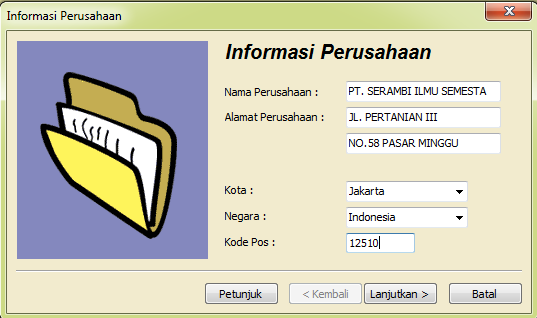 Informasi Perusahaan
Informasi Perusahaan
Nama Perusahaan : PT. SERAMBI ILMU SEMESTA
Alamat Perusahaan : JL. PERTANIAN III
NO.58 PASAR MINGGU
Kota : Jakarta
Negara : Indonesia
Kode Pos : 12510
Petunjuk < Kembali Lanjutkan > Batal